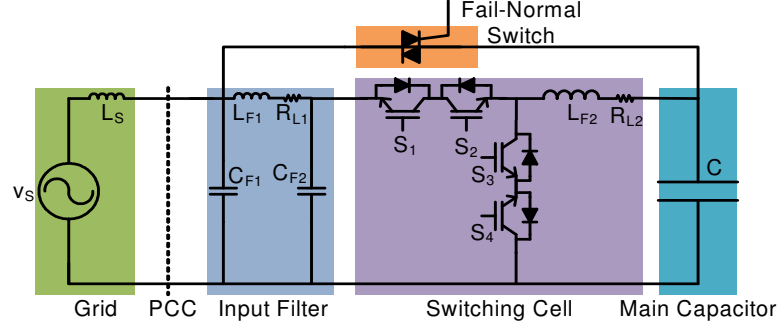 Fail-Normal
Switch
L_S
L_F1
R_L1
L_F2
R_L2
S_1
S_2
C_F1
C_F2
S_3
C
v_S
S_4
Grid
PCC
Input Filter
Switching Cell
Main Capacitor